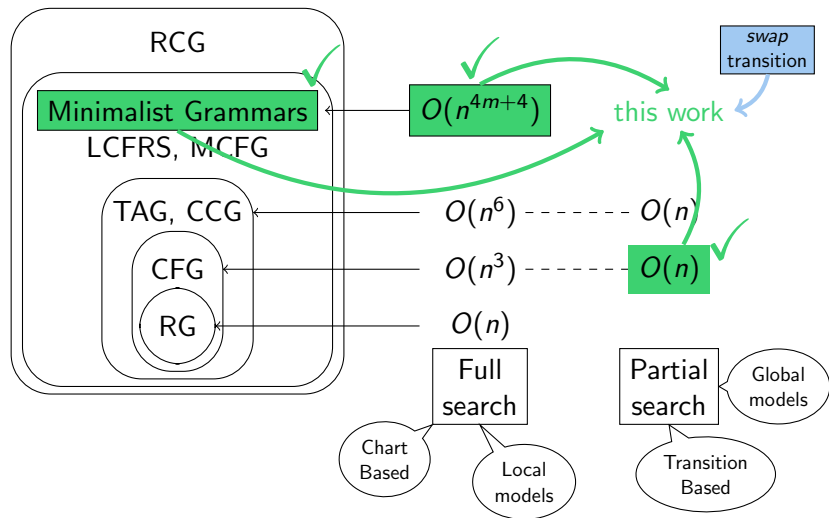 RCG
swap
transition
Minimalist Grammars
O(n^{4m+4})
this work
LCFRS, MCFG
TAG, CCG
O(n^6)
O(n)
CFG
O(n^3)
O(n)
RG
O(n)
Full
search
Partial
search
Global
models
Chart
Based
Local
models
Transition
Based